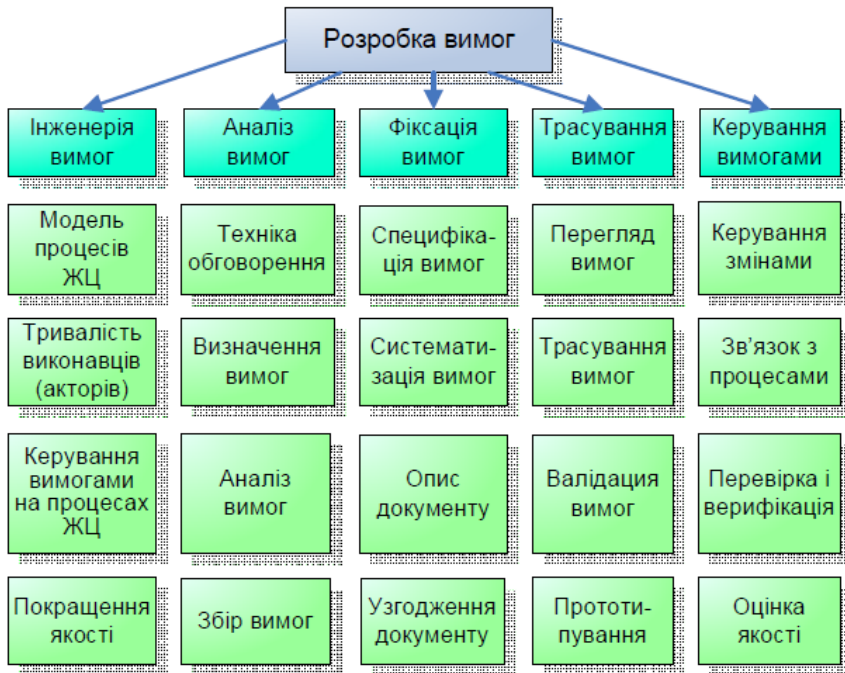 Розробка вимог
Інженерія
вимог
Аналіз
вимог
Фіксація
вимог
Трасування
вимог
Керування
вимогами
Модель
процесів
ЖЦ
Техніка
обговорення
Специфіка-
ція вимог
Перегляд
вимог
Керування
змінами
Тривалість
виконавців
(акторів)
Визначення
вимог
Системати-
зація вимог
Трасування
вимог
Зв’язок з
процесами
Керування
вимогами
на процесах
ЖЦ
Аналіз
вимог
Опис
документу
Валідация
вимог
Перевірка і
верифікація
Покращення
якості
Збір вимог
Узгодження
документу
Прототи-
пування
Оцінка
якості